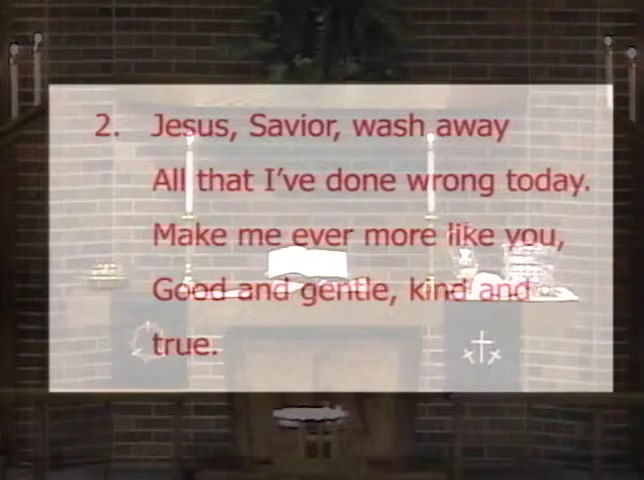 2. Jesus, Savior, wash away
All that I've done wrong today.
Make me ever more like you,
Good and gentle, kind and
true.